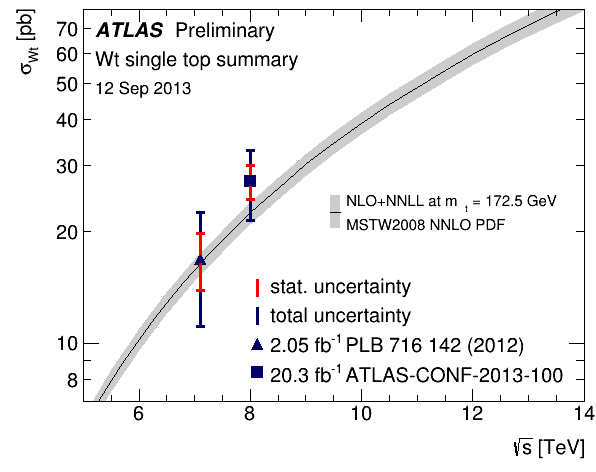 σWt [pb]
ATLAS Preliminary
Wt single top summary
12 Sep 2013
70
60
50
40
30
20
10
8
NLO+NNLL at m t = 172.5 GeV
MSTW2008 NNLO PDF
stat. uncertainty
total uncertainty
2.05 fb-1 PLB 716 142 (2012)
20.3 fb-1 ATLAS-CONF-2013-100
6 8 10 12 14
√s [TeV]